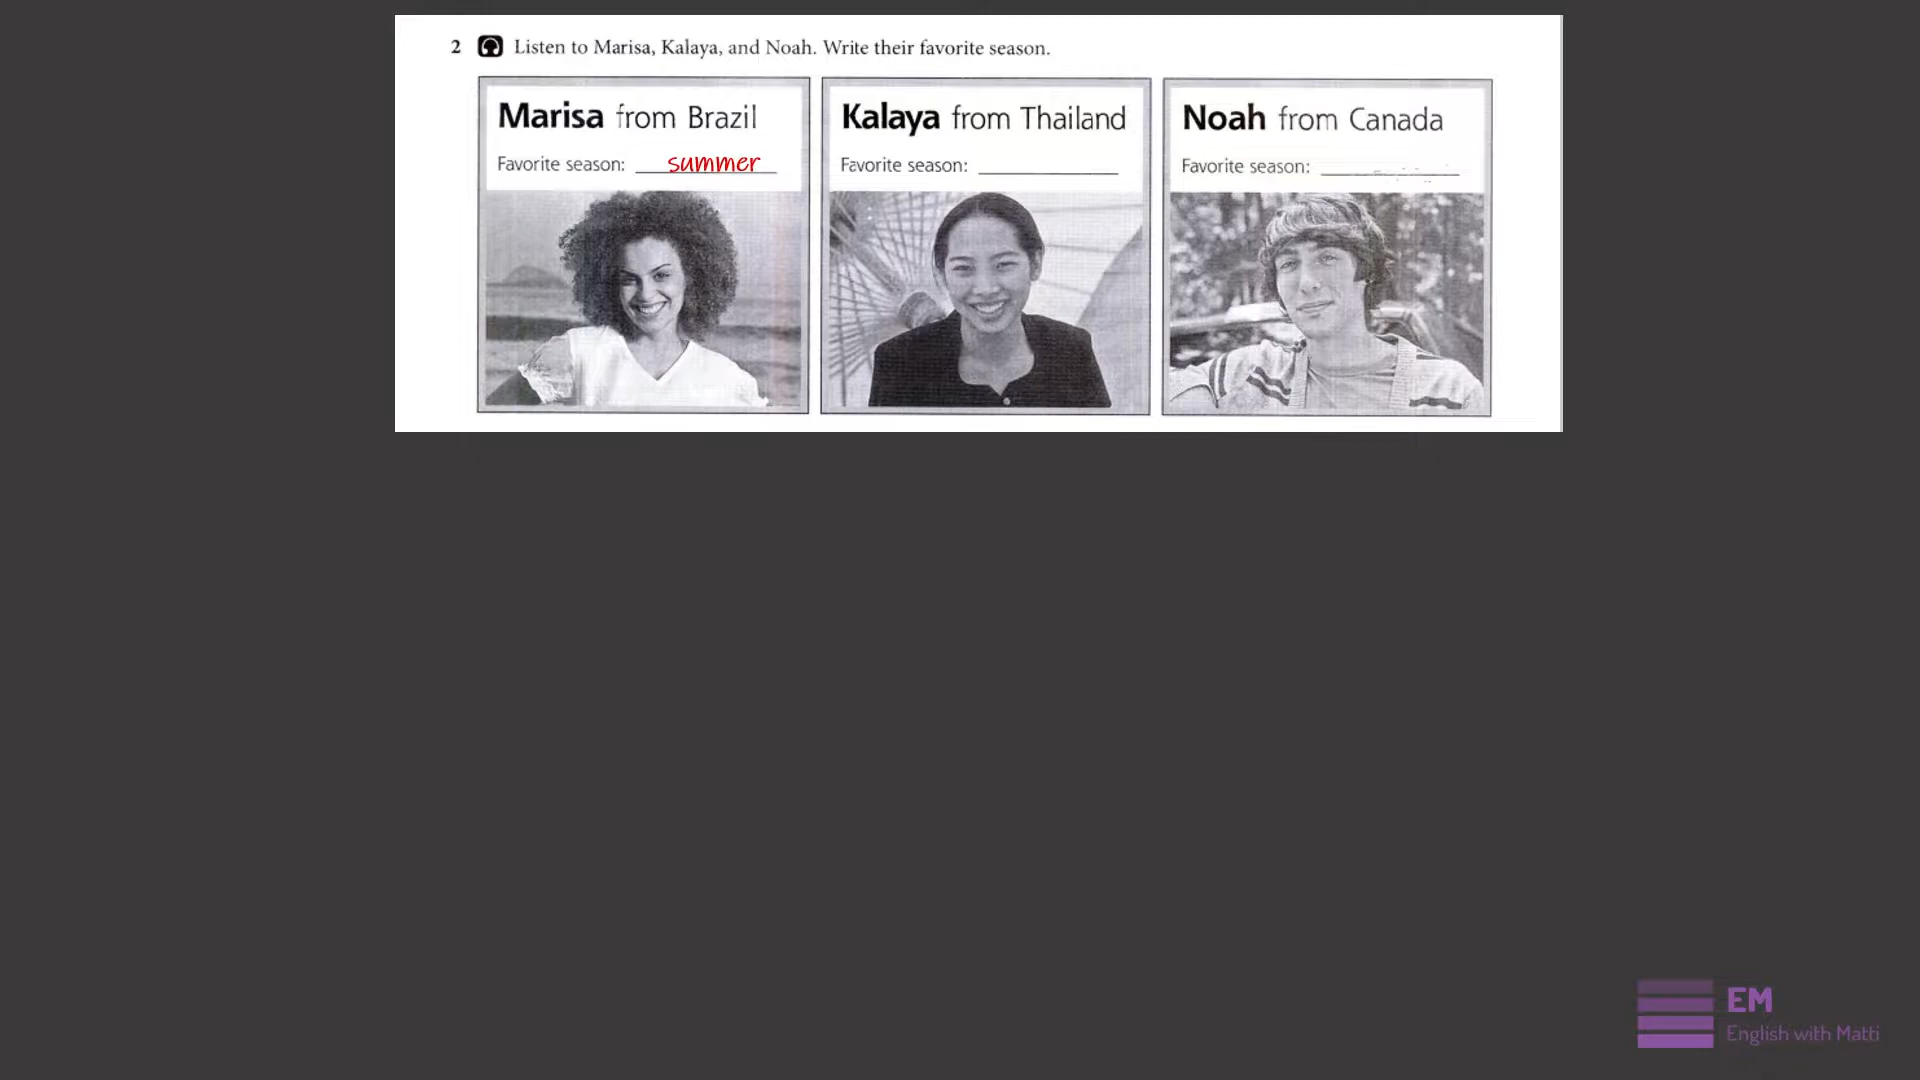 2 Listen to Marisa, Kalaya, and Noah. Write their favorite season.
Marisa from Brazil
Favorite season: summer
Kalaya from Thailand
Favorite season:
Noah from Canada
Favorite season:
EM
English with Matti